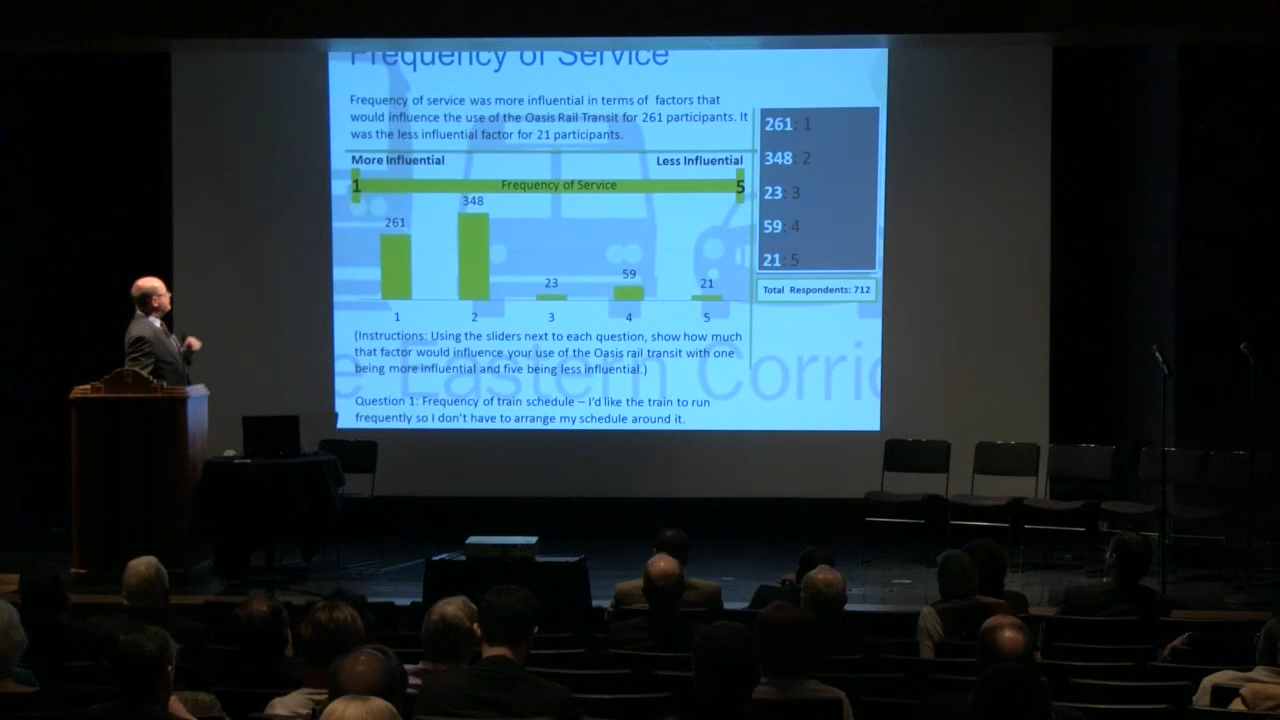 Frequency of Service
Frequency of service was more influential in terms of factors that
would influence the use of the Oasis Rail Transit for 261 participants. It
was the less influential factor for 21 participants.
More Influential
Less Influential
1
Frequency of Service
5
261
348
23
59
21
1
2
3
4
5
(Instructions: Using the sliders next to each question, show how much
that factor would influence your use of the Oasis rail transit with one
being more influential and five being less influential.)
Question 1: Frequency of train schedule – I'd like the train to run
frequently so I don't have to arrange my schedule around it.
261: 1
348: 2
23: 3
59: 4
21: 5
Total Respondents: 712
e Eastern Corri